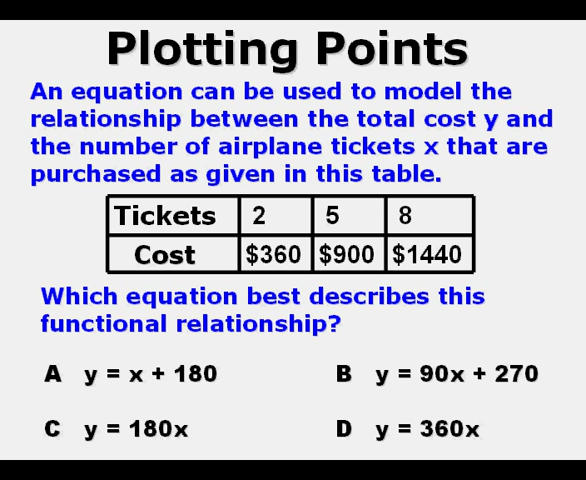 Plotting Points
An equation can be used to model the
relationship between the total cost y and
the number of airplane tickets x that are
purchased as given in this table.
Tickets 2 5 8
Cost $360 $900 $1440
Which equation best describes this
functional relationship?
A y = x + 180 B y = 90x + 270
C y = 180x D y = 360x